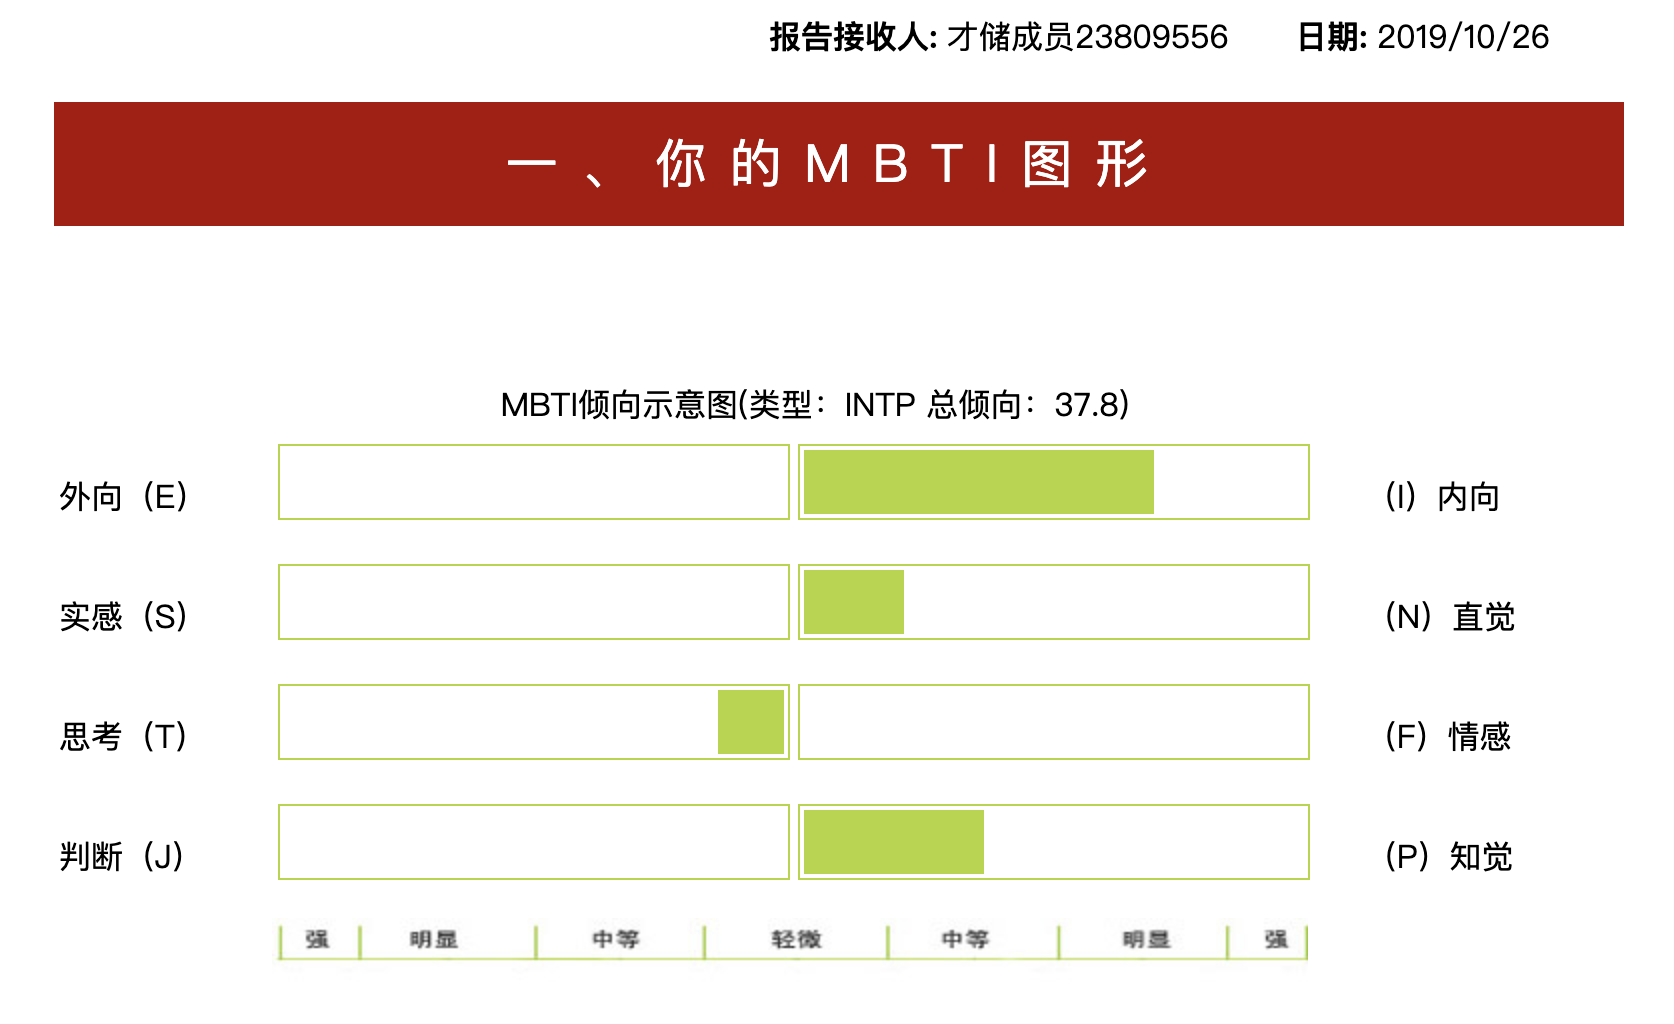 报告接收人: 才储成员23809556 日期: 2019/10/26
一、你的MBTI图形
MBTI倾向示意图(类型：INTP 总倾向：37.8)
外向（E） （I）内向
实感（S） （N）直觉
思考（T） （F）情感
判断（J） （P）知觉
强 明显 中等 轻微 中等 明显 强